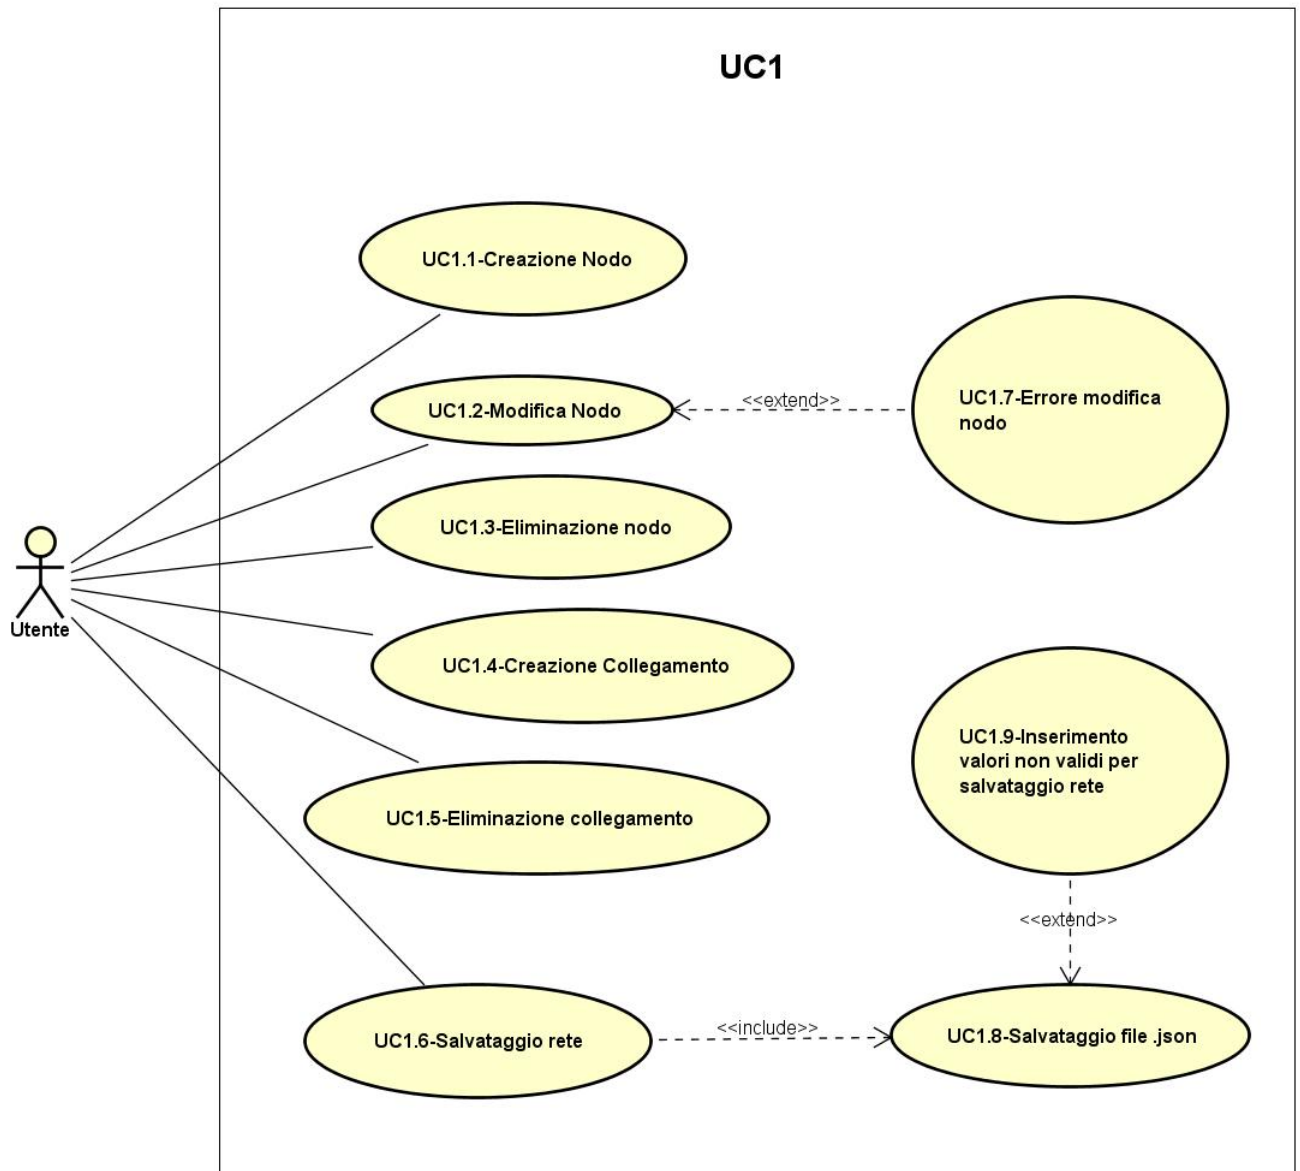 UC1
UC1.1-Creazione Nodo
UC1.2-Modifica Nodo
<<extend>>
UC1.7-Errore modifica
nodo
UC1.3-Eliminazione nodo
Utente
UC1.4-Creazione Collegamento
UC1.9-Inserimento
valori non validi per
salvataggio rete
UC1.5-Eliminazione collegamento
<<extend>>
UC1.6-Salvataggio rete
<<include>>
UC1.8-Salvataggio file .json